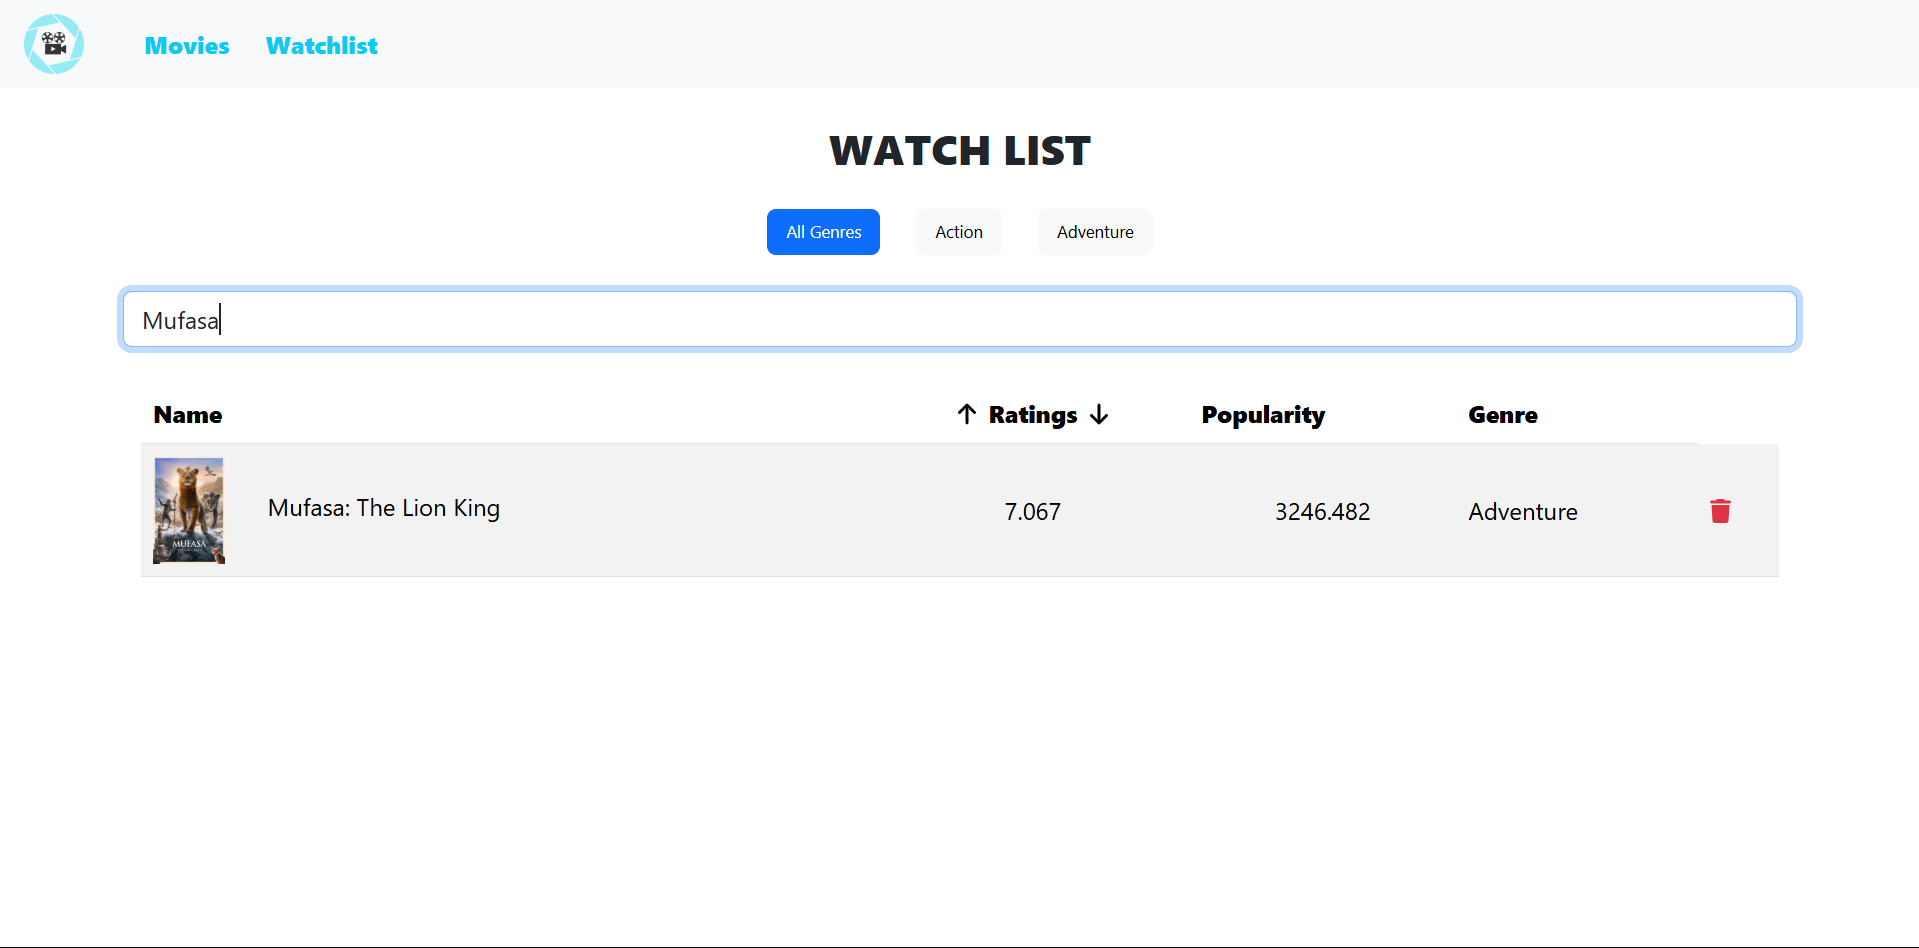 Movies Watchlist
WATCH LIST
All Genres Action Adventure
Mufasa
Name Ratings Popularity Genre
Mufasa: The Lion King 7.067 3246.482 Adventure
MUFASA